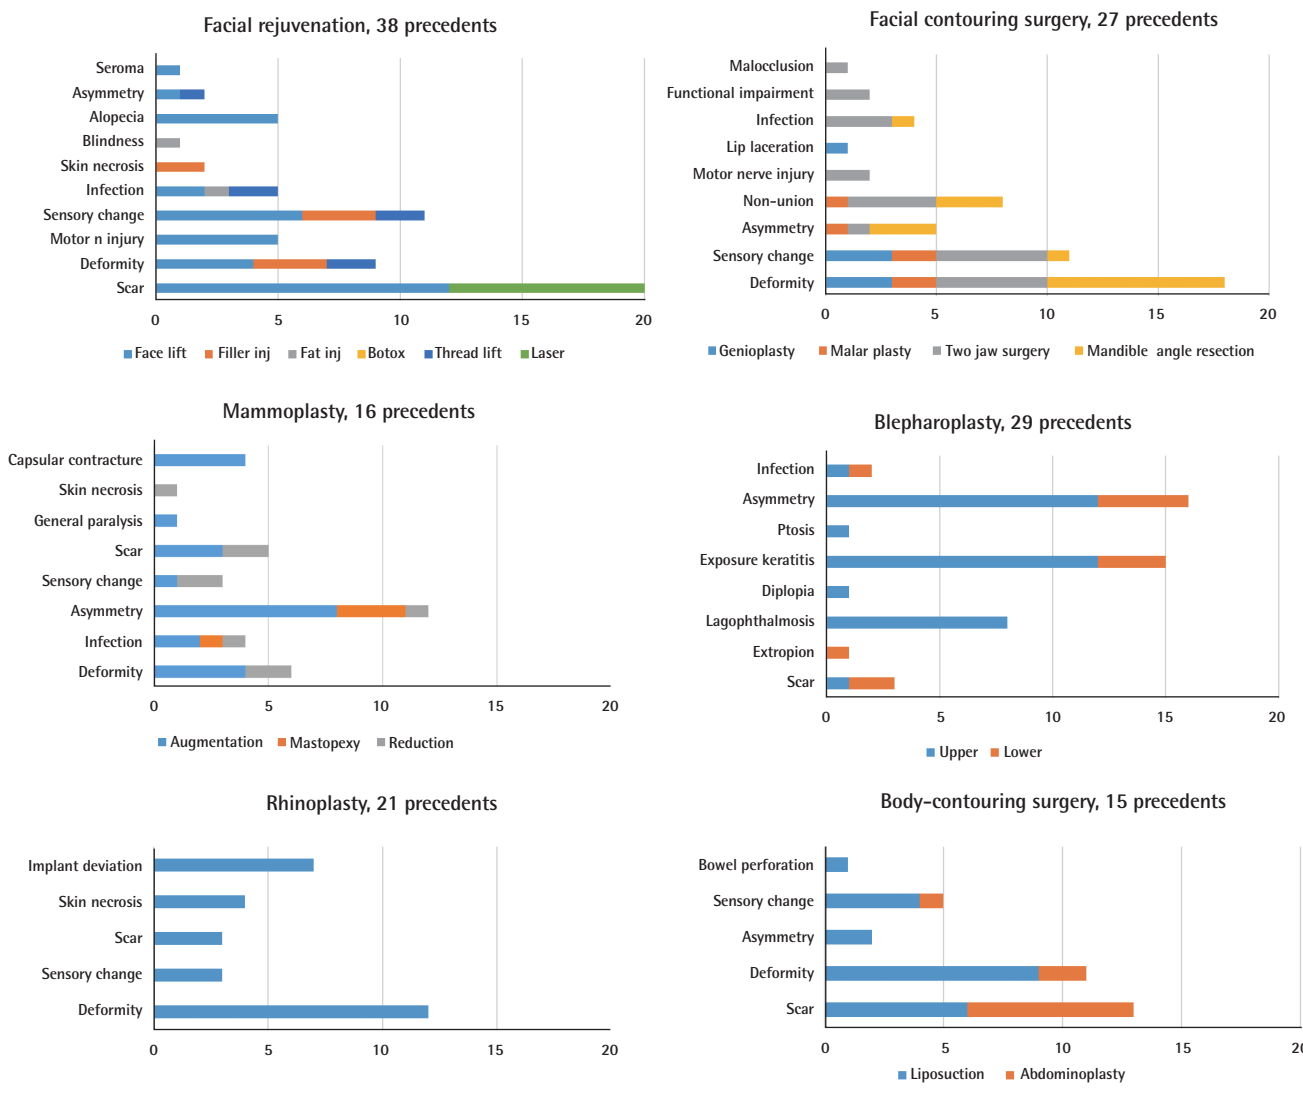 Facial rejuvenation, 38 precedents
Seroma
Asymmetry
Alopecia
Blindness
Skin necrosis
Infection
Sensory change
Motor n injury
Deformity
Scar
0 5 10 15 20
Face lift Filler inj Fat inj Botox Thread lift Laser
Facial contouring surgery, 27 precedents
Malocclusion
Functional impairment
Infection
Lip laceration
Motor nerve injury
Non-union
Asymmetry
Sensory change
Deformity
0 5 10 15 20
Genioplasty Malar plasty Two jaw surgery Mandible angle resection
Mammoplasty, 16 precedents
Capsular contracture
Skin necrosis
General paralysis
Scar
Sensory change
Asymmetry
Infection
Deformity
0 5 10 15 20
Augmentation Mastopexy Reduction
Blepharoplasty, 29 precedents
Infection
Asymmetry
Ptosis
Exposure keratitis
Diplopia
Lagophthalmosis
Extropion
Scar
0 5 10 15 20
Upper Lower
Rhinoplasty, 21 precedents
Implant deviation
Skin necrosis
Scar
Sensory change
Deformity
0 5 10 15 20
Body-contouring surgery, 15 precedents
Bowel perforation
Sensory change
Asymmetry
Deformity
Scar
0 5 10 15 20
Liposuction Abdominoplasty